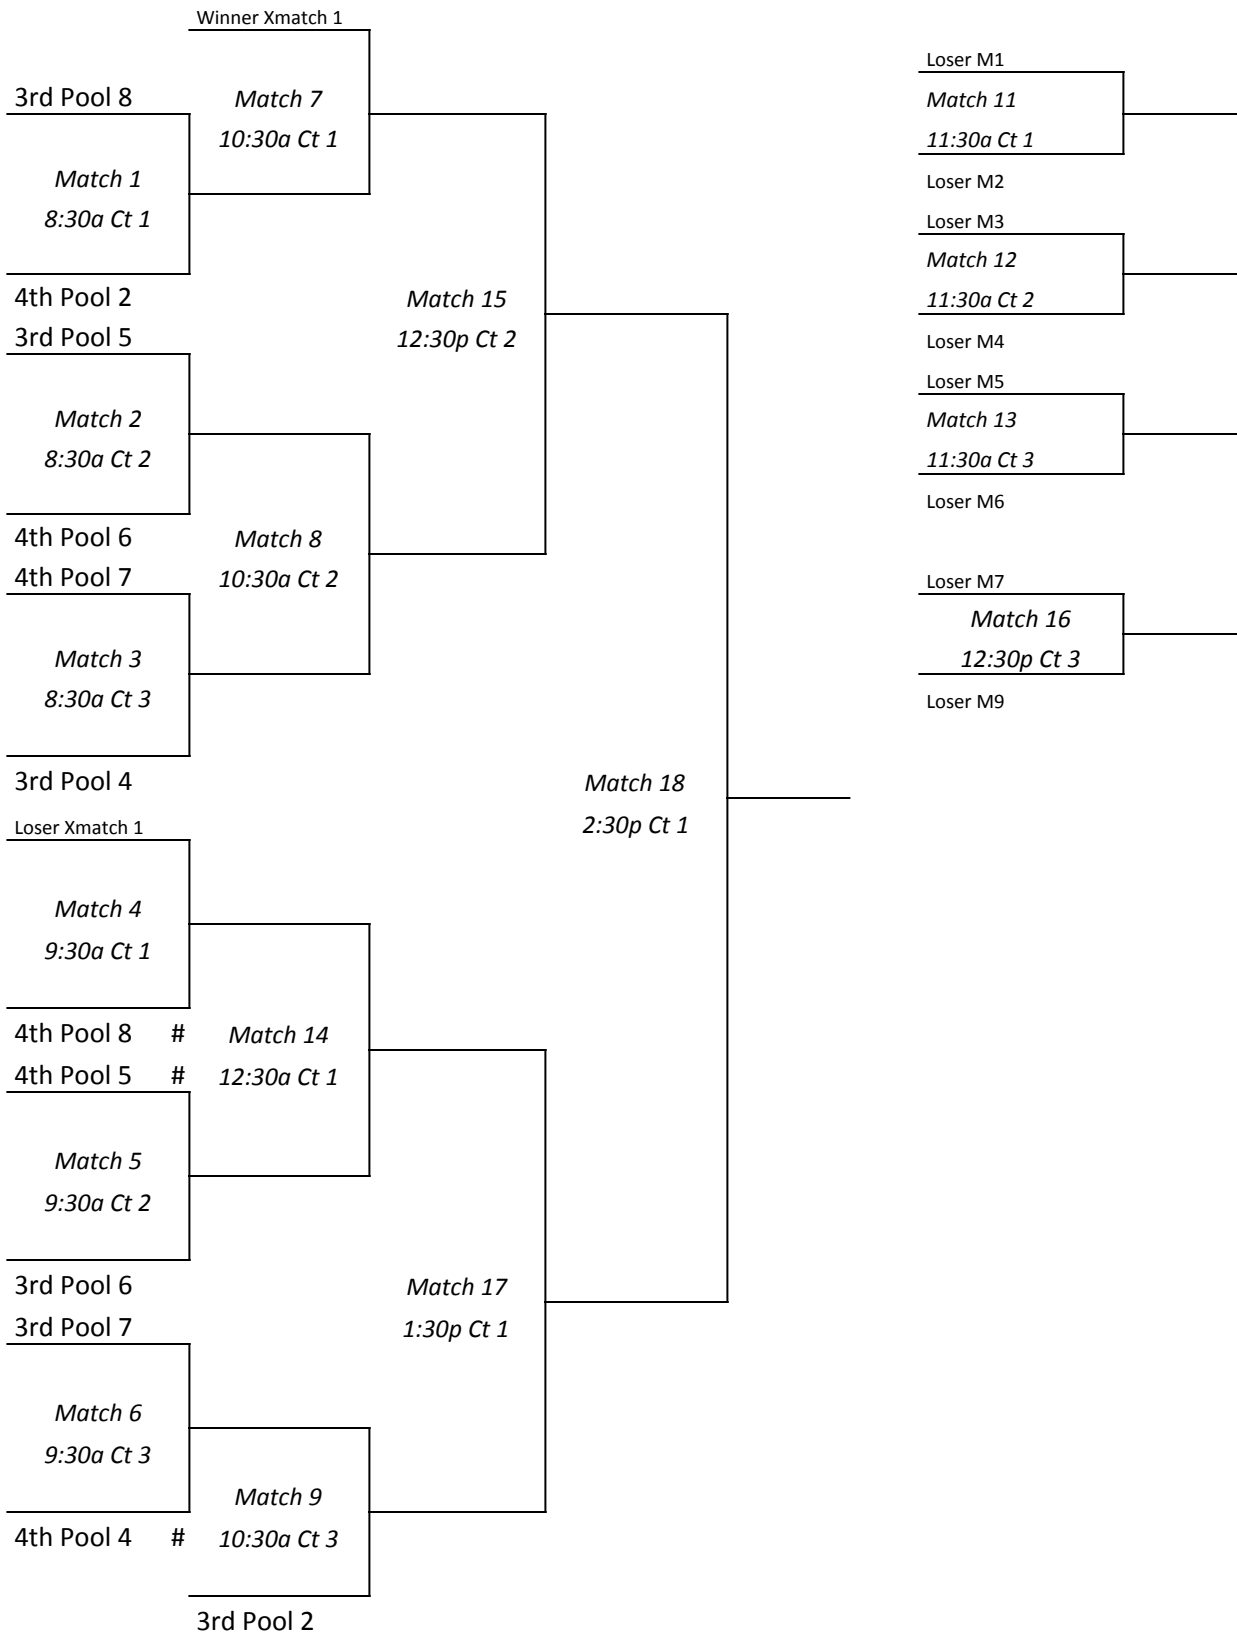 Winner Xmatch 1
3rd Pool 8
Match 7
10:30a Ct 1
Match 1
8:30a Ct 1
4th Pool 2
3rd Pool 5
Match 15
12:30p Ct 2
Match 2
8:30a Ct 2
4th Pool 6
4th Pool 7
Match 8
10:30a Ct 2
Match 3
8:30a Ct 3
3rd Pool 4
Loser Xmatch 1
Match 18
2:30p Ct 1
Match 4
9:30a Ct 1
4th Pool 8 #
4th Pool 5 #
Match 14
12:30a Ct 1
Match 5
9:30a Ct 2
3rd Pool 6
3rd Pool 7
Match 17
1:30p Ct 1
Match 6
9:30a Ct 3
4th Pool 4 #
Match 9
10:30a Ct 3
3rd Pool 2
Loser M1
Match 11
11:30a Ct 1
Loser M2
Loser M3
Match 12
11:30a Ct 2
Loser M4
Loser M5
Match 13
11:30a Ct 3
Loser M6
Loser M7
Match 16
12:30p Ct 3
Loser M9